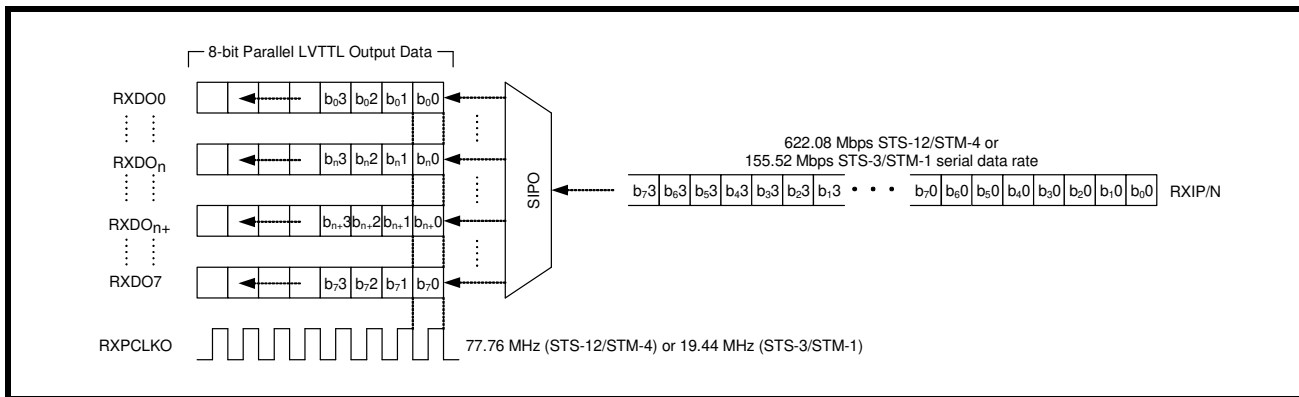 8-bit Parallel LVTTL Output Data
RXDO0
b₀3 b₀2 b₀1 b₀0
RXDOn
bₙ3 bₙ2 bₙ1 bₙ0
RXDOn+
bₙ₊3 bₙ₊2 bₙ₊1 bₙ₊0
RXDO7
b₇3 b₇2 b₇1 b₇0
RXPCLKO
77.76 MHz (STS-12/STM-4) or 19.44 MHz (STS-3/STM-1)
SIPO
622.08 Mbps STS-12/STM-4 or
155.52 Mbps STS-3/STM-1 serial data rate
b₇3 b₆3 b₅3 b₄3 b₃3 b₂3 b₁3 • • • b₇0 b₆0 b₅0 b₄0 b₃0 b₂0 b₁0 b₀0 RXIP/N